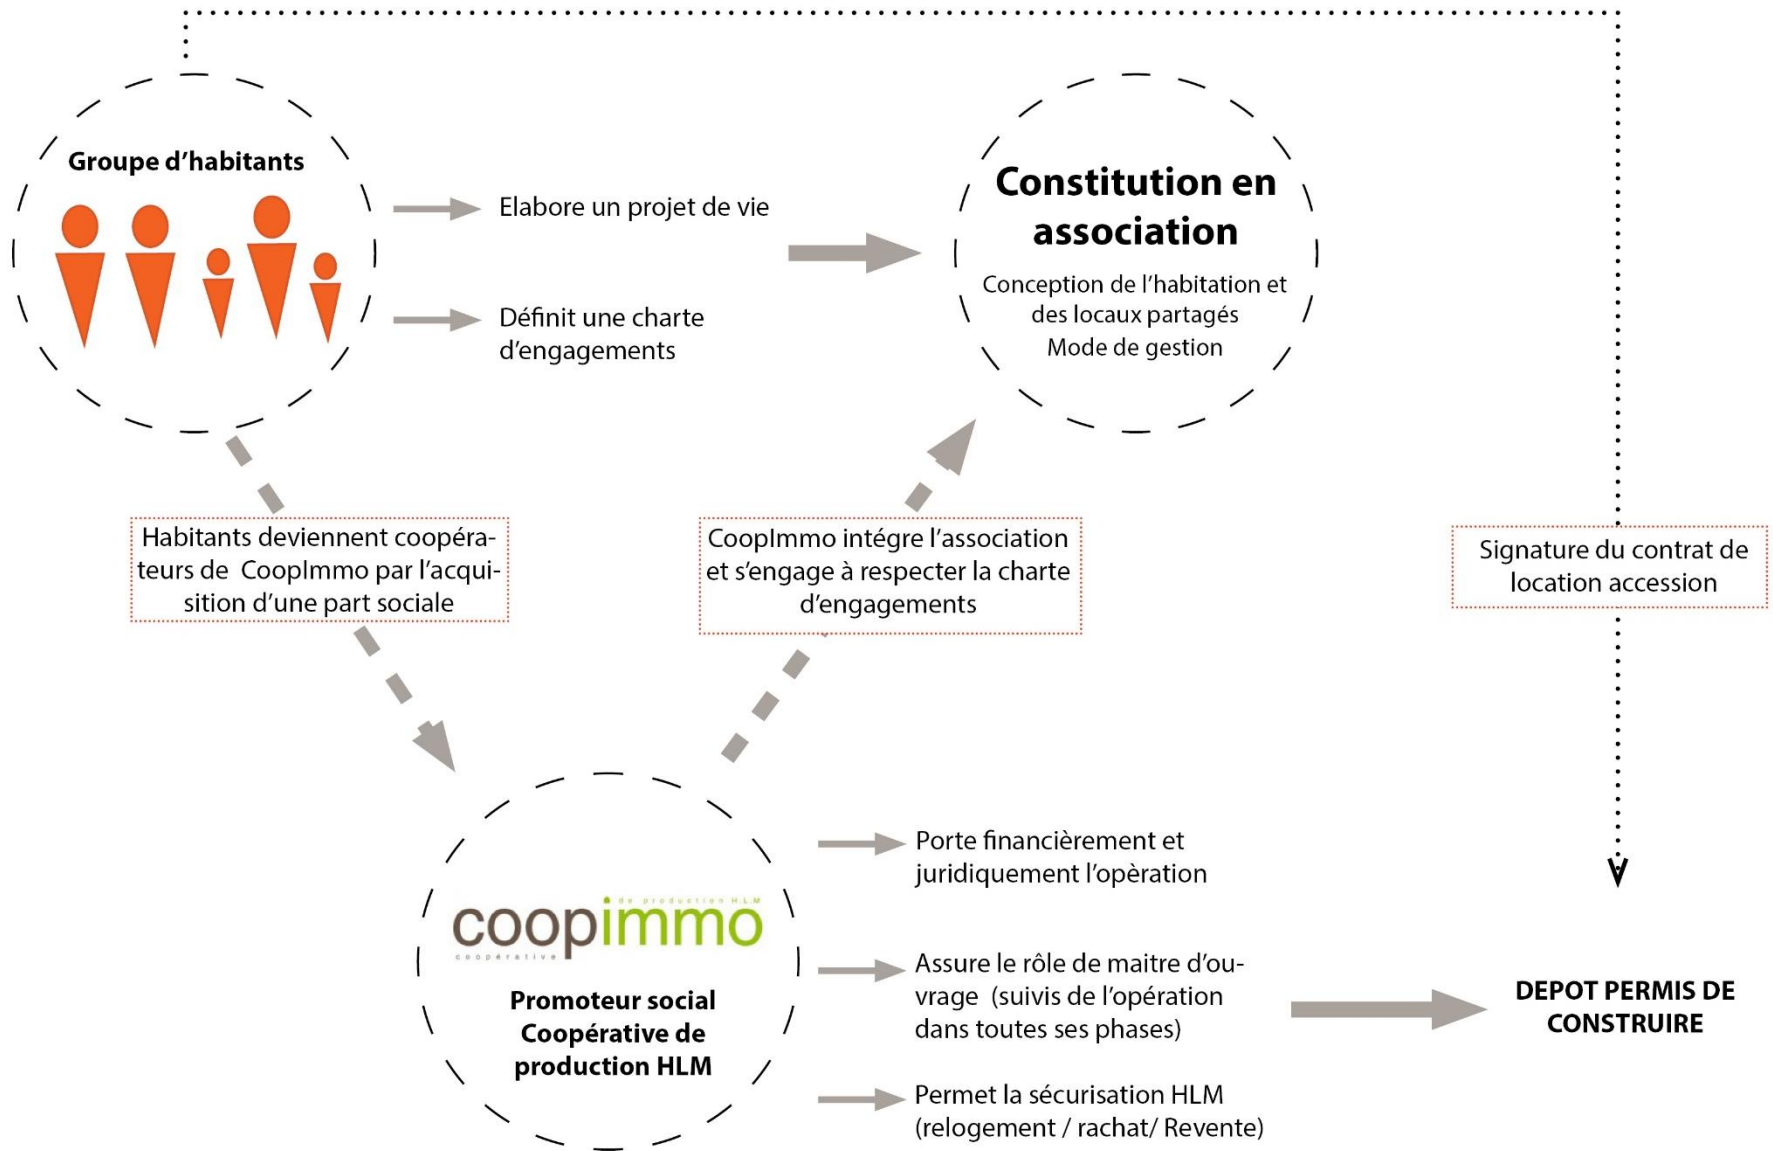 Groupe d'habitants
Elabore un projet de vie
Définit une charte
d'engagements
Constitution en
association
Conception de l'habitation et
des locaux partagés
Mode de gestion
Habitants deviennent coopéra-
teurs de CoopImmo par l'acqui-
sition d'une part sociale
CoopImmo intégre l'association
et s'engage à respecter la charte
d'engagements
Signature du contrat de
location accession
de production H.L.M
coopimmo
coopérative
Promoteur social
Coopérative de
production HLM
Porte financièrement et
juridiquement l'opèration
Assure le rôle de maitre d'ou-
vrage (suivis de l'opération
dans toutes ses phases)
Permet la sécurisation HLM
(relogement / rachat/ Revente)
DEPOT PERMIS DE
CONSTRUIRE